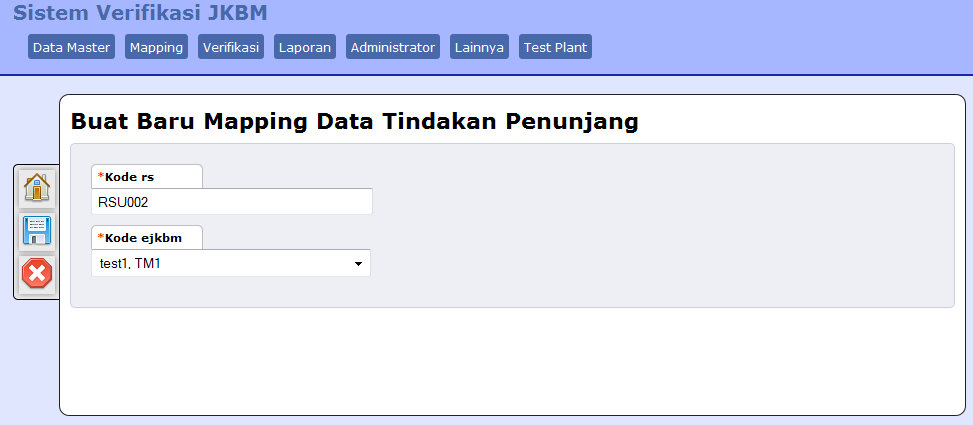 Sistem Verifikasi JKBM
Data Master Mapping Verifikasi Laporan Administrator Lainnya Test Plant
Buat Baru Mapping Data Tindakan Penunjang
*Kode rs
RSU002
*Kode ejkbm
test1, TM1